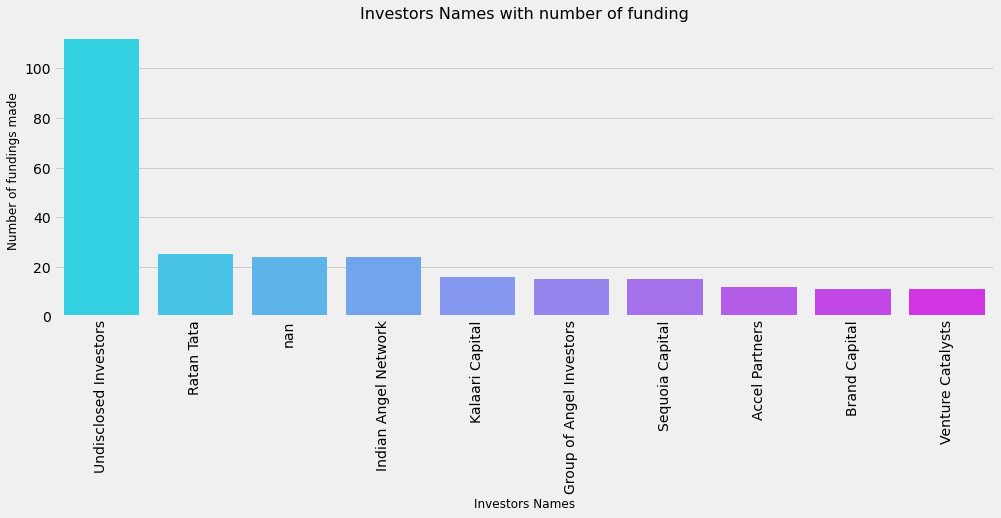 Investors Names with number of funding
Number of fundings made
100
80
60
40
20
0
Undisclosed Investors
Ratan Tata
nan
Indian Angel Network
Kalaari Capital
Group of Angel Investors
Sequoia Capital
Accel Partners
Brand Capital
Venture Catalysts
Investors Names